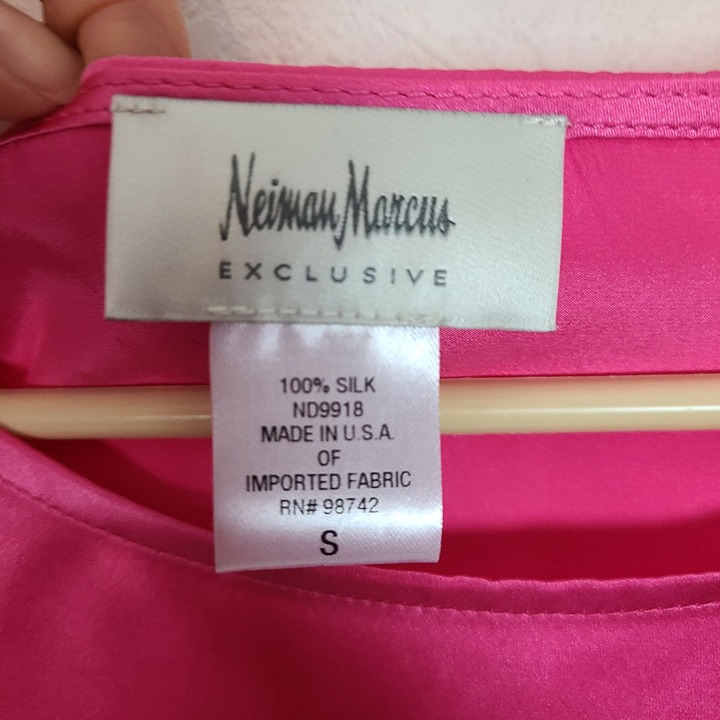 Neiman Marcus
EXCLUSIVE
100% SILK
ND9918
MADE IN U.S.A.
OF
IMPORTED FABRIC
RN# 98742
S